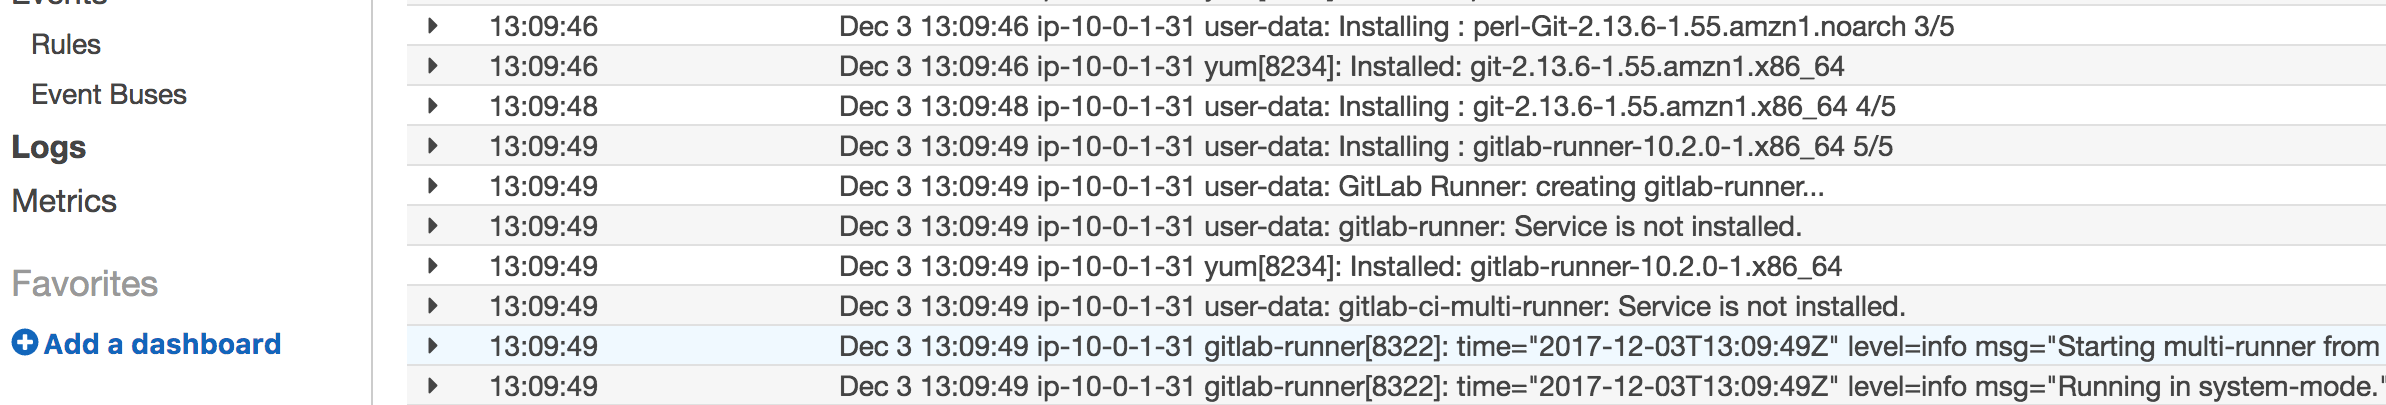 Events
Rules
Event Buses
Logs
Metrics
Favorites
Add a dashboard
13:09:46 Dec 3 13:09:46 ip-10-0-1-31 user-data: Installing : perl-Git-2.13.6-1.55.amzn1.noarch 3/5
13:09:46 Dec 3 13:09:46 ip-10-0-1-31 yum[8234]: Installed: git-2.13.6-1.55.amzn1.x86_64
13:09:48 Dec 3 13:09:48 ip-10-0-1-31 user-data: Installing : git-2.13.6-1.55.amzn1.x86_64 4/5
13:09:49 Dec 3 13:09:49 ip-10-0-1-31 user-data: Installing : gitlab-runner-10.2.0-1.x86_64 5/5
13:09:49 Dec 3 13:09:49 ip-10-0-1-31 user-data: GitLab Runner: creating gitlab-runner...
13:09:49 Dec 3 13:09:49 ip-10-0-1-31 user-data: gitlab-runner: Service is not installed.
13:09:49 Dec 3 13:09:49 ip-10-0-1-31 yum[8234]: Installed: gitlab-runner-10.2.0-1.x86_64
13:09:49 Dec 3 13:09:49 ip-10-0-1-31 user-data: gitlab-ci-multi-runner: Service is not installed.
13:09:49 Dec 3 13:09:49 ip-10-0-1-31 gitlab-runner[8322]: time="2017-12-03T13:09:49Z" level=info msg="Starting multi-runner from
13:09:49 Dec 3 13:09:49 ip-10-0-1-31 gitlab-runner[8322]: time="2017-12-03T13:09:49Z" level=info msg="Running in system-mode."